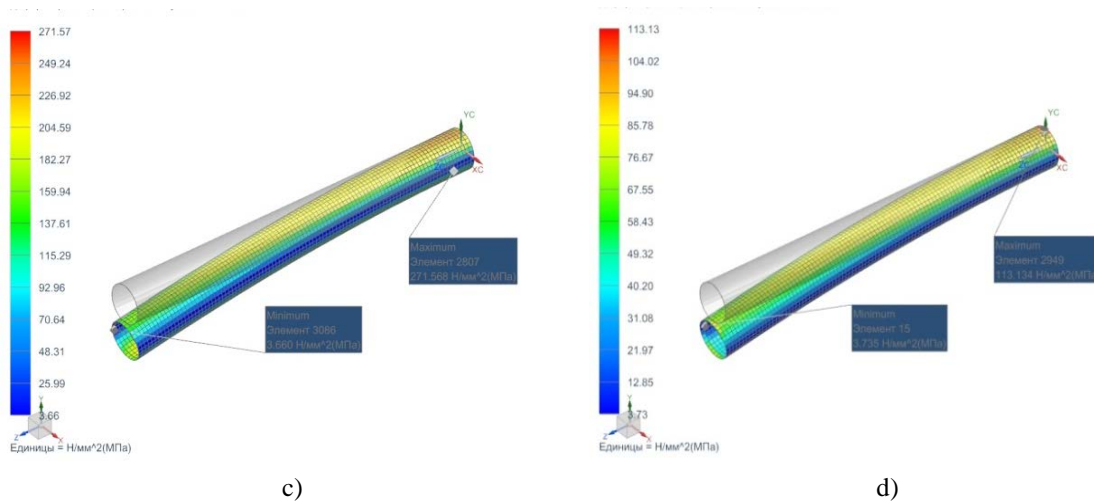 271.57
249.24
226.92
204.59
182.27
159.94
137.61
115.29
92.96
70.64
48.31
25.99
3.66
Единицы = Н/мм^2(МПа)
YC
XC
Maximum
Элемент 2807
271.568 Н/мм^2(МПа)
Minimum
Элемент 3086
3.660 Н/мм^2(МПа)
Y
Z
X
c)
113.13
104.02
94.90
85.78
76.67
67.55
58.43
49.32
40.20
31.08
21.97
12.85
3.73
Единицы = Н/мм^2(МПа)
YC
XC
Maximum
Элемент 2949
113.134 Н/мм^2(МПа)
Minimum
Элемент 15
3.735 Н/мм^2(МПа)
Y
Z
X
d)